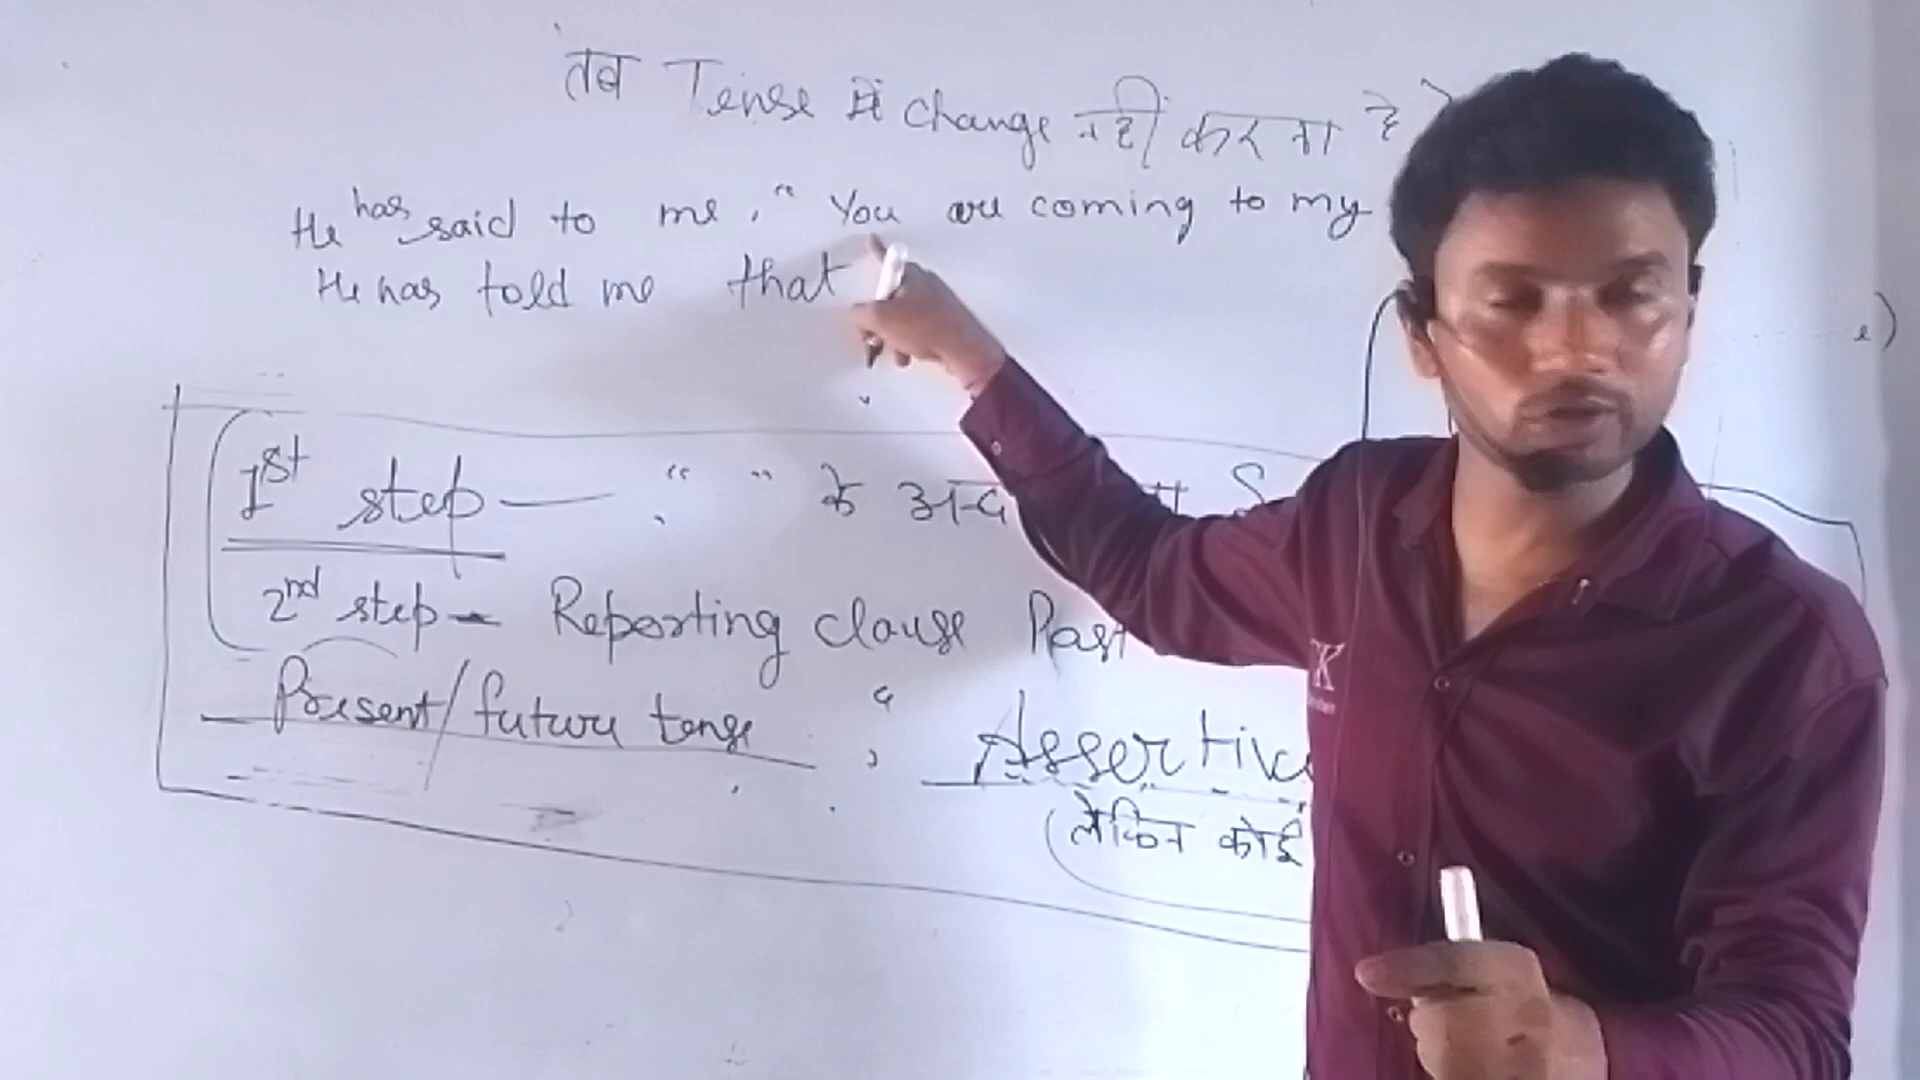 तब Tense में change नहीं करना है
He has said to me, " You are coming to my
He has told me that
1st step — " " के
2nd step - Reporting clause Past
Present/future tense , Assertive
(लेकिन कोई